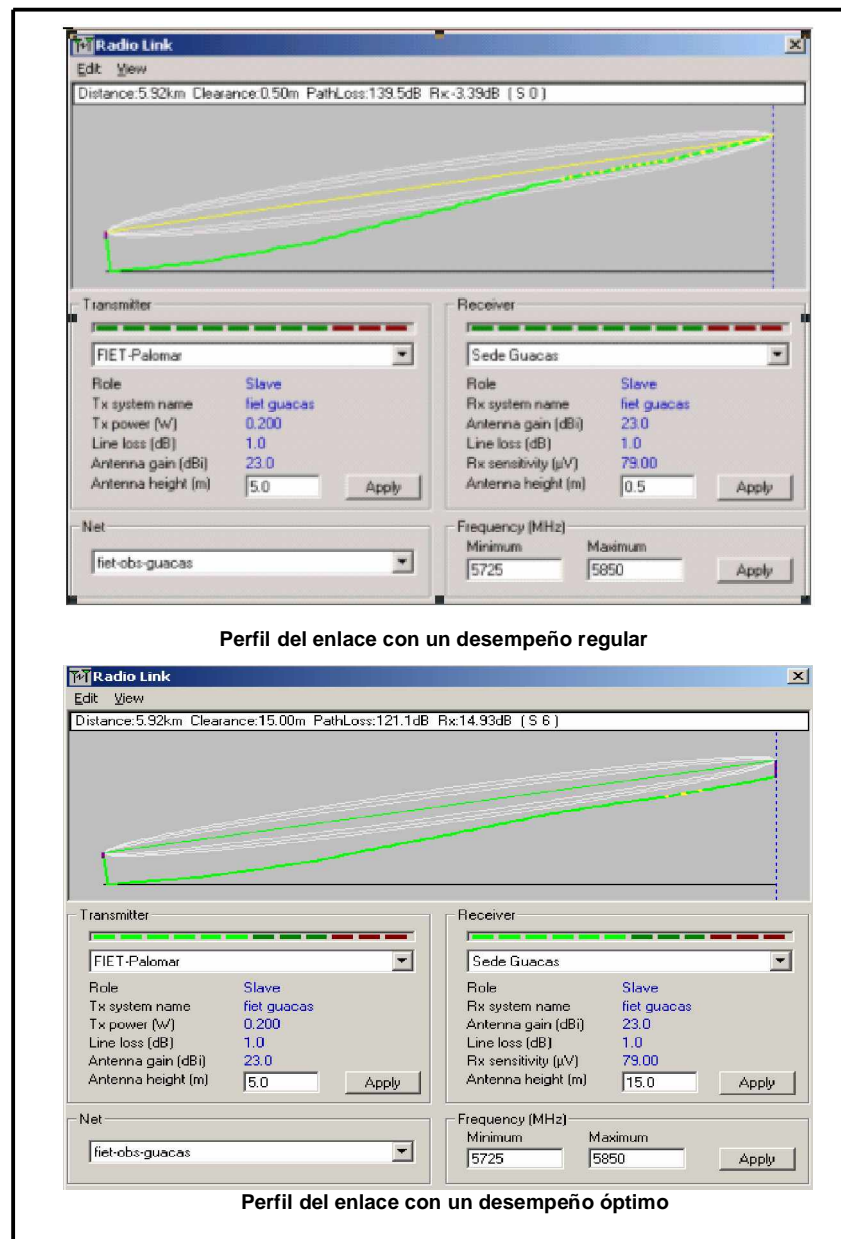 Radio Link
Edit View
Distance:5.92km Clearance:0.50m PathLoss:139.5dB Rx:-3.39dB ( S 0 )
Transmitter
FIET-Palomar
Role Slave
Tx system name fiet guacas
Tx power (W) 0.200
Line loss (dB) 1.0
Antenna gain (dBi) 23.0
Antenna height (m) 5.0 Apply
Receiver
Sede Guacas
Role Slave
Rx system name fiet guacas
Antenna gain (dBi) 23.0
Line loss (dB) 1.0
Rx sensitivity (µV) 79.00
Antenna height (m) 0.5 Apply
Net
fiet-obs-guacas
Frequency (MHz)
Minimum Maximum
5725 5850 Apply
Perfil del enlace con un desempeño regular
Radio Link
Edit View
Distance:5.92km Clearance:15.00m PathLoss:121.1dB Rx:14.93dB ( S 6 )
Transmitter
FIET-Palomar
Role Slave
Tx system name fiet guacas
Tx power (W) 0.200
Line loss (dB) 1.0
Antenna gain (dBi) 23.0
Antenna height (m) 5.0 Apply
Receiver
Sede Guacas
Role Slave
Rx system name fiet guacas
Antenna gain (dBi) 23.0
Line loss (dB) 1.0
Rx sensitivity (µV) 79.00
Antenna height (m) 15.0 Apply
Net
fiet-obs-guacas
Frequency (MHz)
Minimum Maximum
5725 5850 Apply
Perfil del enlace con un desempeño óptimo